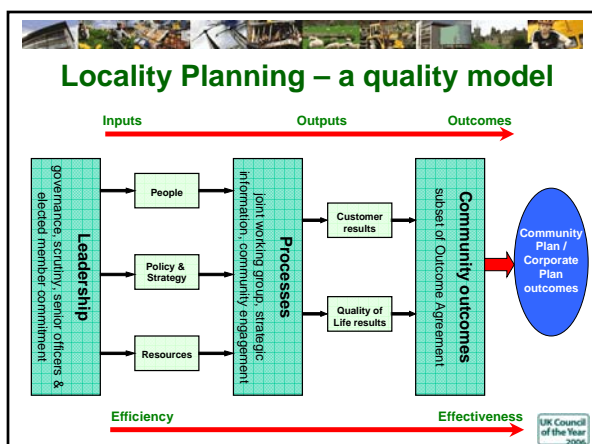 Locality Planning – a quality model
Inputs
Outputs
Outcomes
Leadership
governance, scrutiny, senior officers &
elected member commitment
People
Policy &
Strategy
Resources
Processes
joint working group, strategic
information, community engagement
Customer
results
Quality of
Life results
Community outcomes
subset of Outcome Agreement
Community
Plan /
Corporate
Plan
outcomes
Efficiency
Effectiveness
UK Council
of the Year
2006